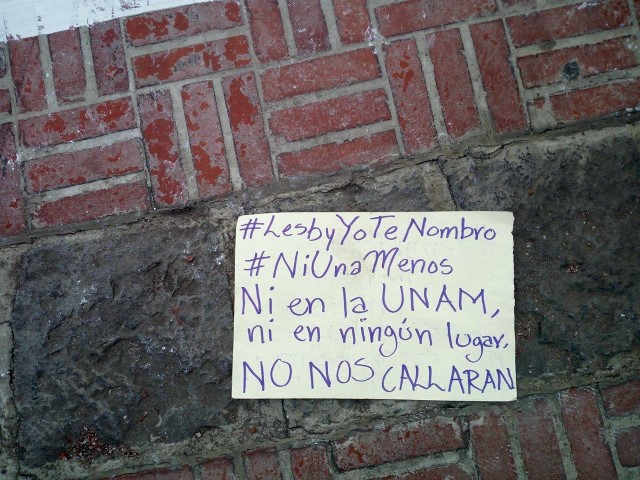 #LesbyYoTeNombro
#NiUnaMenos
Ni en la UNAM,
ni en ningún lugar,
NO NOS CALLARAN